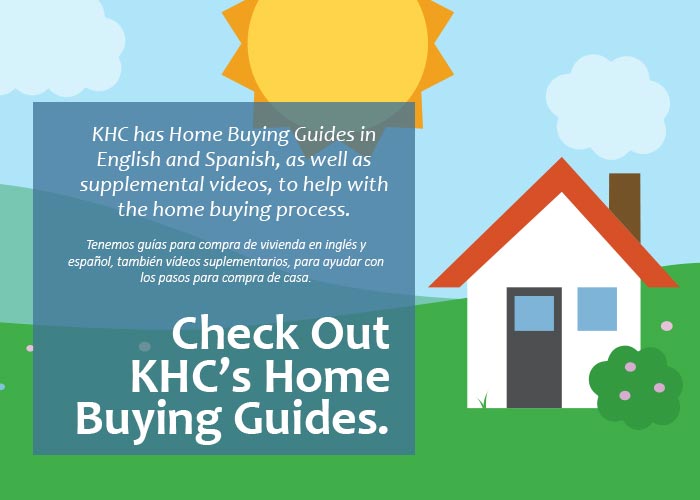 KHC has Home Buying Guides in
English and Spanish, as well as
supplemental videos, to help with
the home buying process.
Tenemos guías para compra de vivienda en inglés y
español, también vídeos suplementarios, para ayudar con
los pasos para compra de casa.
Check Out
KHC’s Home
Buying Guides.